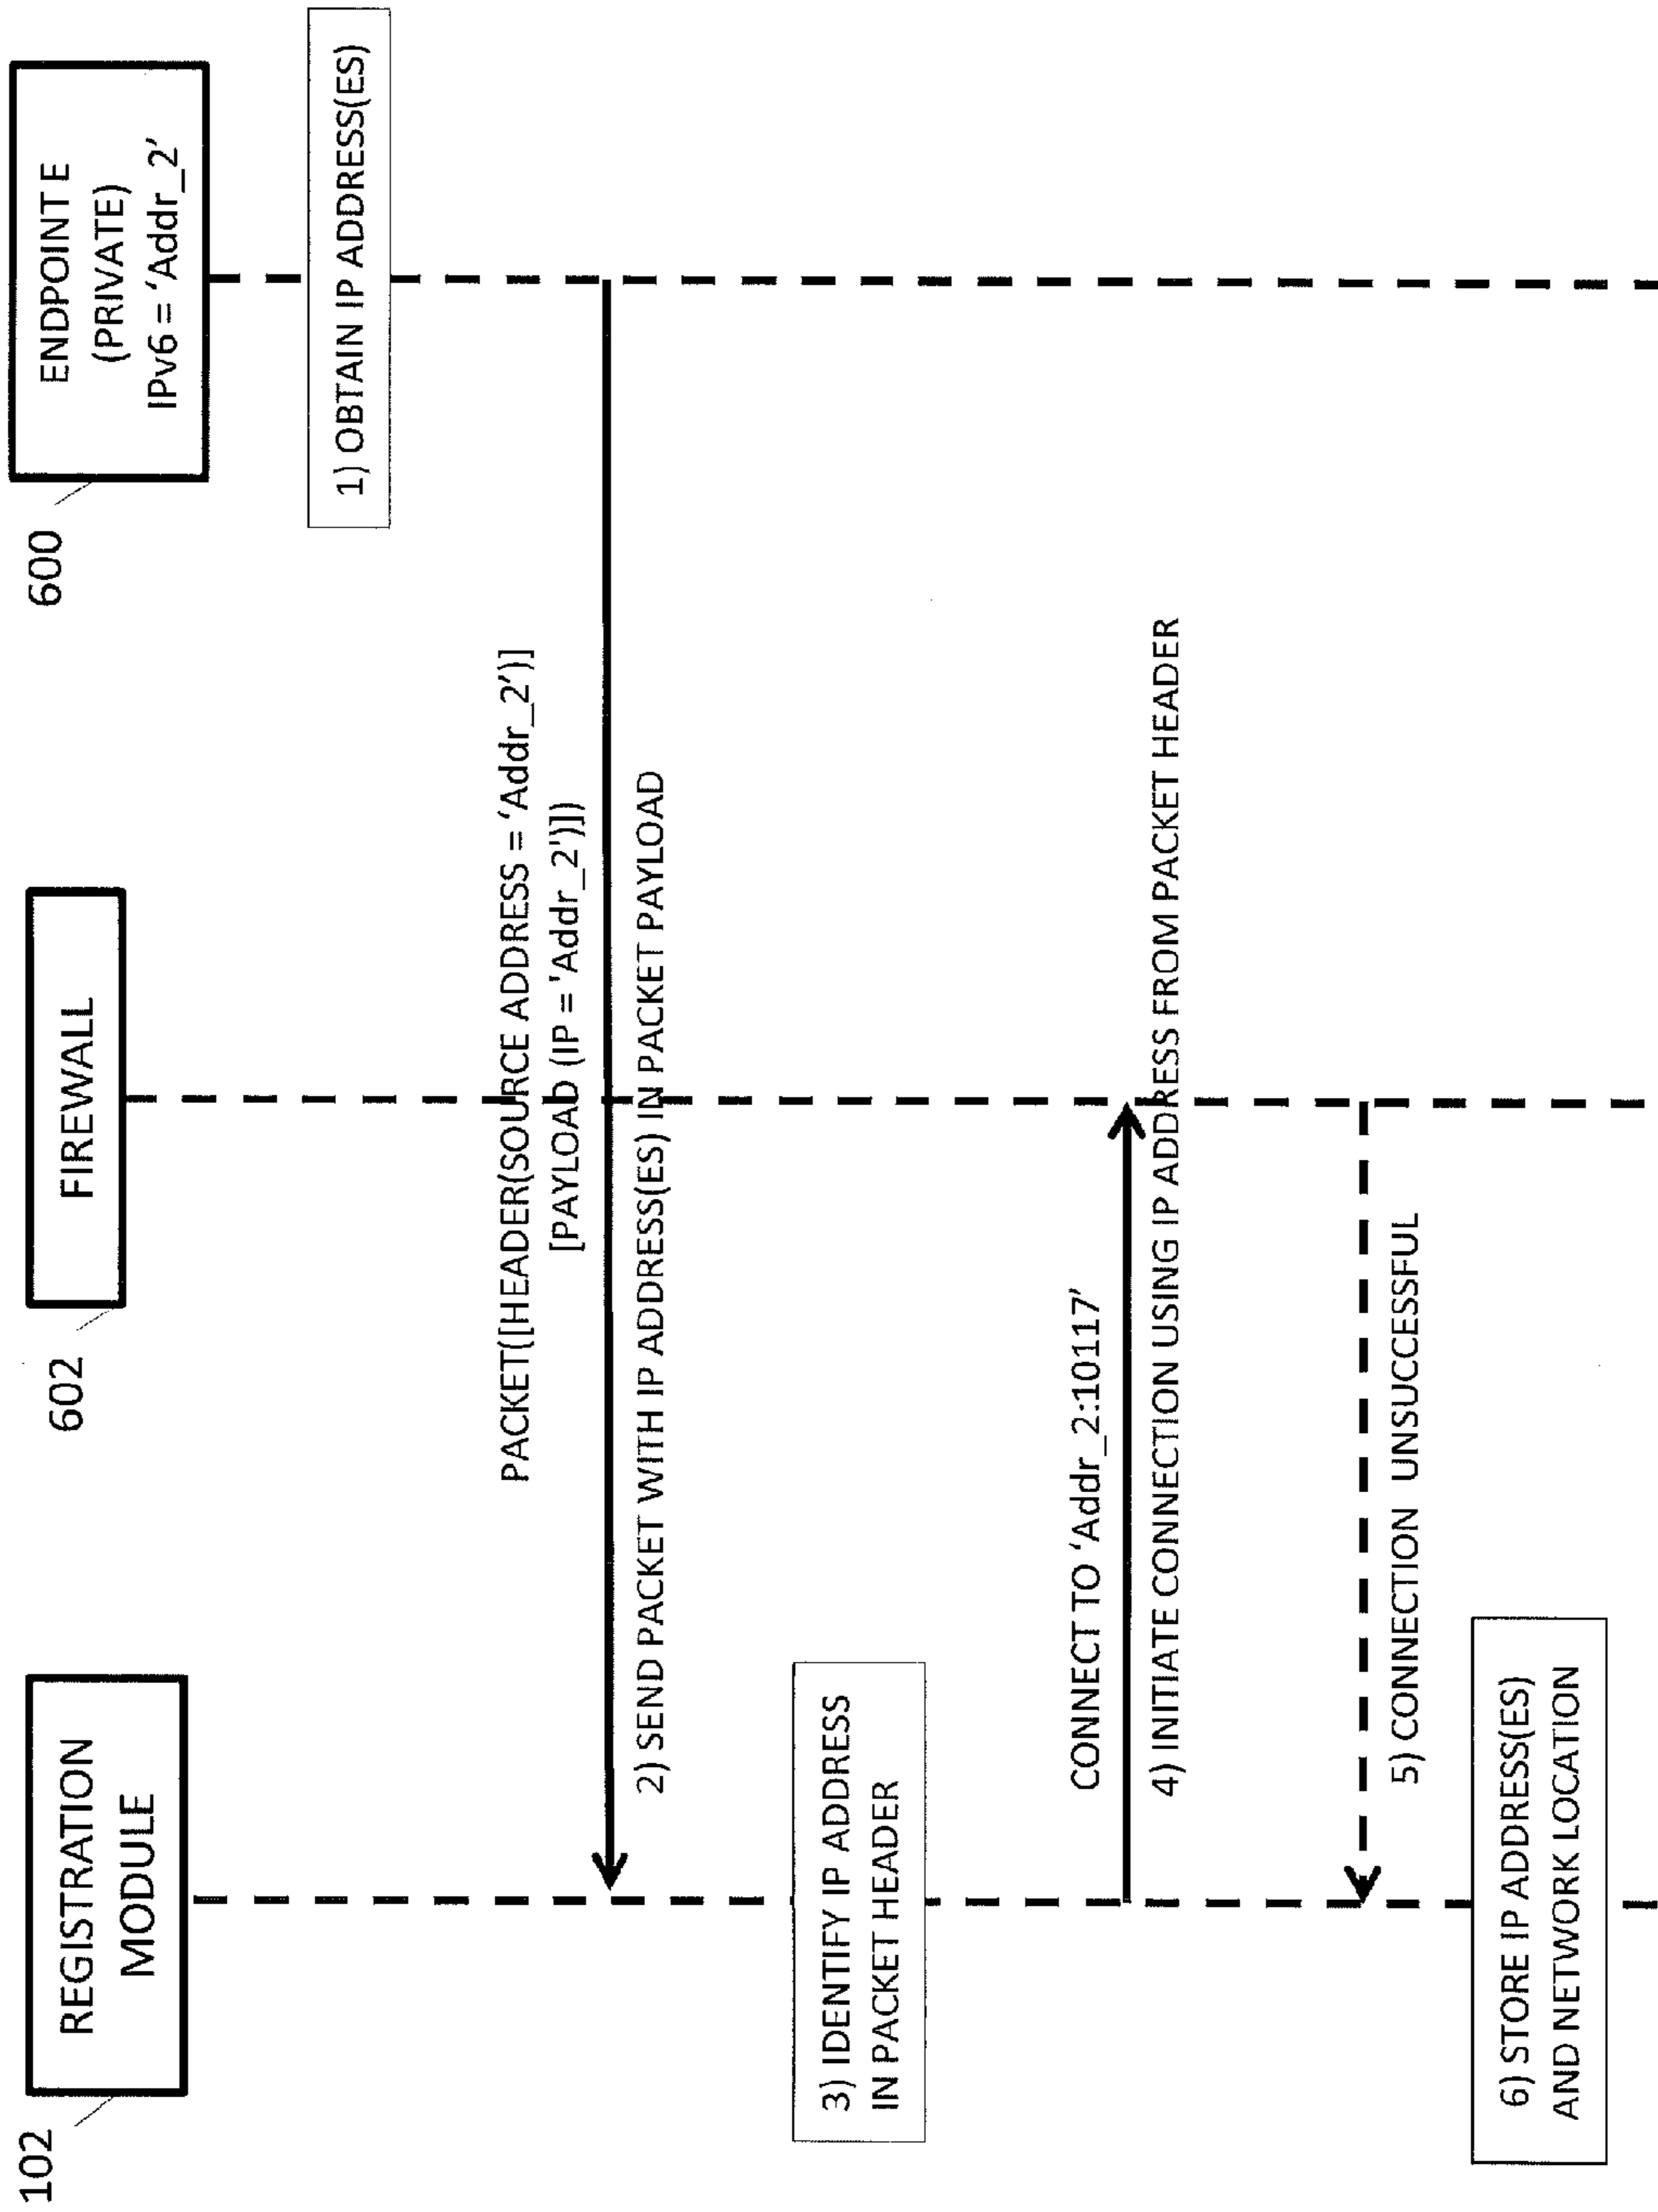 102
REGISTRATION
MODULE
602
FIREWALL
600
ENDPOINT E
(PRIVATE)
IPv6 = 'Addr_2'
1) OBTAIN IP ADDRESS(ES)
PACKET([HEADER(SOURCE ADDRESS = 'Addr_2')]
[PAYLOAD (IP = 'Addr_2')])
2) SEND PACKET WITH IP ADDRESS(ES) IN PACKET PAYLOAD
3) IDENTIFY IP ADDRESS
IN PACKET HEADER
CONNECT TO 'Addr_2:10117'
4) INITIATE CONNECTION USING IP ADDRESS FROM PACKET HEADER
5) CONNECTION UNSUCCESSFUL
6) STORE IP ADDRESS(ES)
AND NETWORK LOCATION